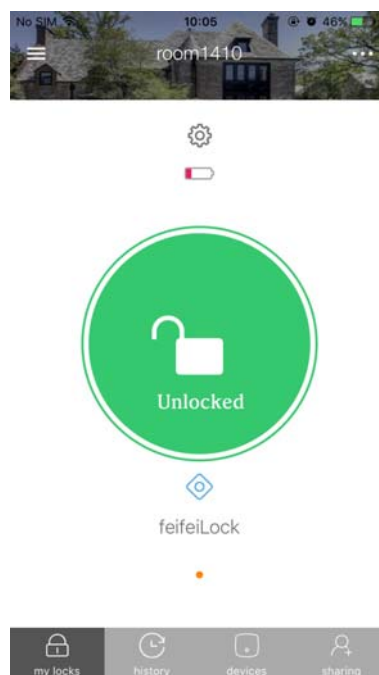 No SIM 10:05 46%
room1410
Unlocked
feifeiLock
my locks history devices sharing